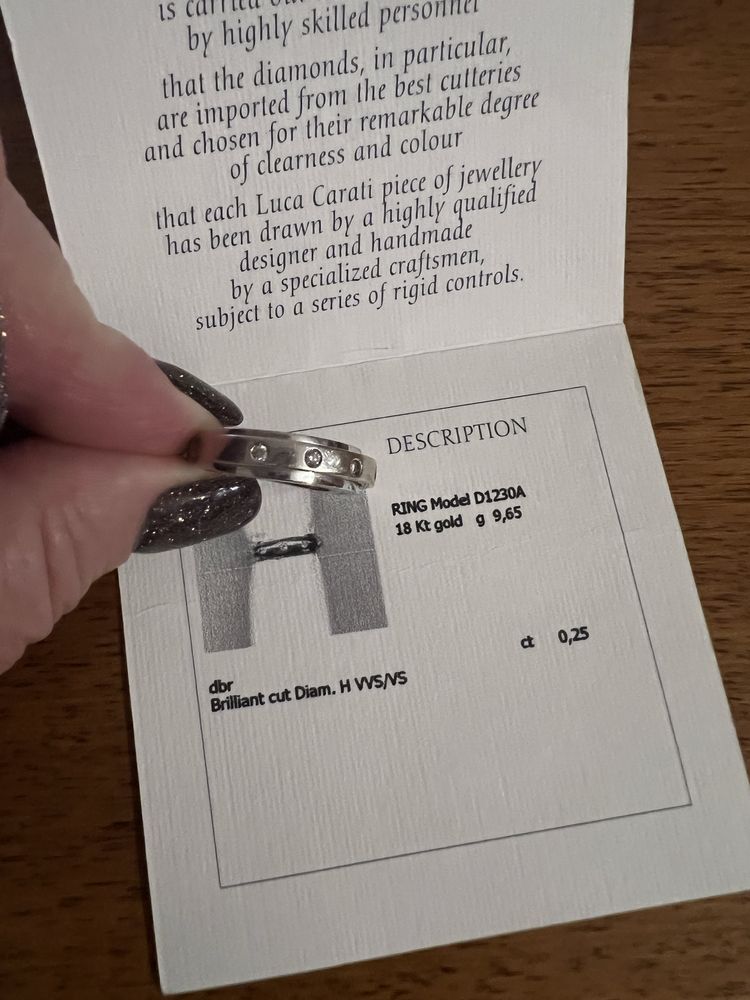 is carried
by highly skilled personnel
that the diamonds, in particular,
are imported from the best cutteries
and chosen for their remarkable degree
of clearness and colour
that each Luca Carati piece of jewellery
has been drawn by a highly qualified
designer and handmade
by a specialized craftsmen,
subject to a series of rigid controls.
DESCRIPTION
RING Model D1230A
18 Kt gold g 9,65
ct 0,25
dbr
Brilliant cut Diam. H VVS/VS